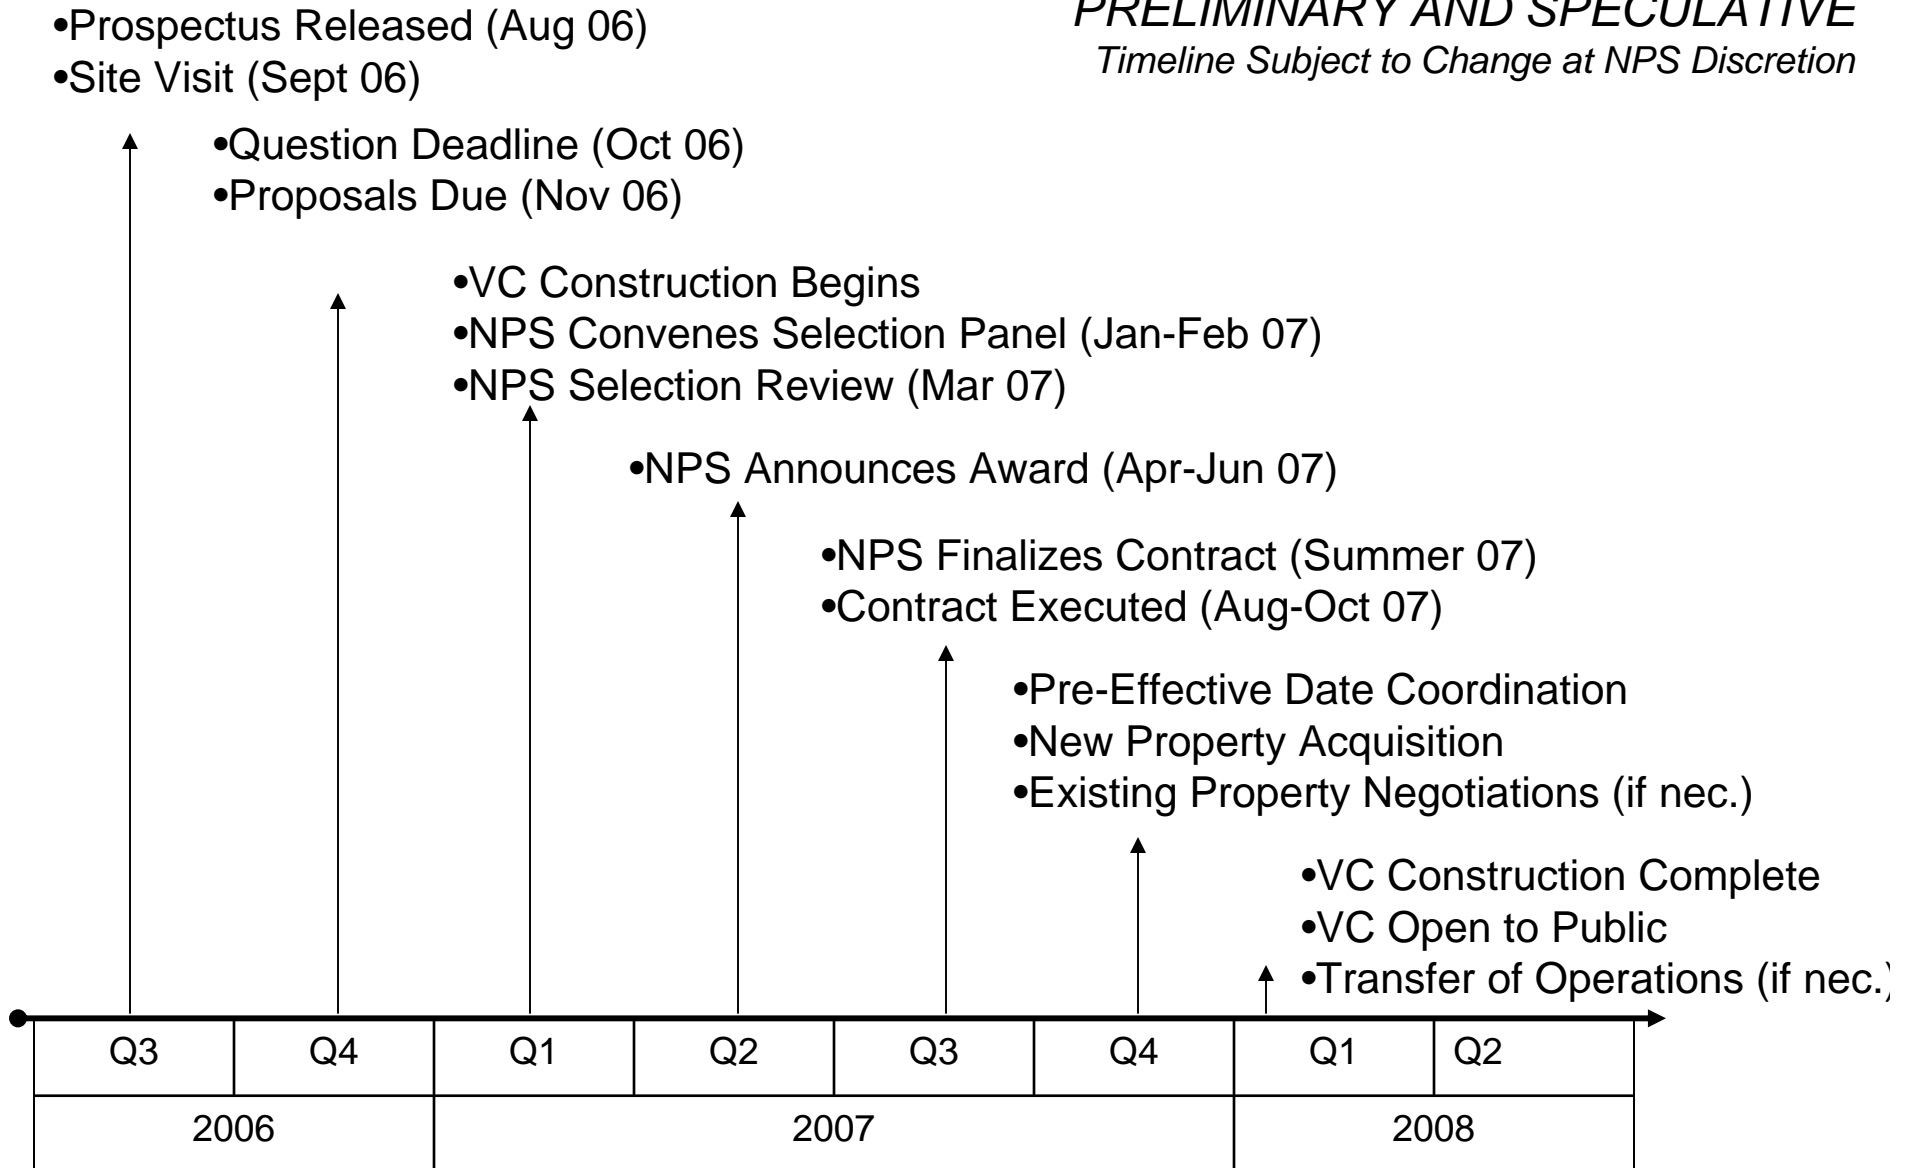 •Prospectus Released (Aug 06)
•Site Visit (Sept 06)
PRELIMINARY AND SPECULATIVE
Timeline Subject to Change at NPS Discretion
•Question Deadline (Oct 06)
•Proposals Due (Nov 06)
•VC Construction Begins
•NPS Convenes Selection Panel (Jan-Feb 07)
•NPS Selection Review (Mar 07)
•NPS Announces Award (Apr-Jun 07)
•NPS Finalizes Contract (Summer 07)
•Contract Executed (Aug-Oct 07)
•Pre-Effective Date Coordination
•New Property Acquisition
•Existing Property Negotiations (if nec.)
•VC Construction Complete
•VC Open to Public
•Transfer of Operations (if nec.)
Q3 Q4 Q1 Q2 Q3 Q4 Q1 Q2
2006 2007 2008